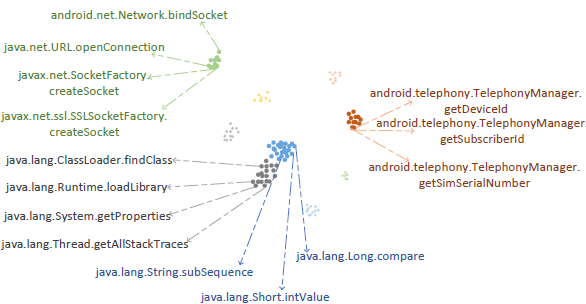 android.net.Network.bindSocket
java.net.URL.openConnection
javax.net.SocketFactory.
createSocket
javax.net.ssl.SSLSocketFactory.
createSocket
android.telephony.TelephonyManager.
getDeviceId
android.telephony.TelephonyManager.
getSubscriberId
android.telephony.TelephonyManager.
getSimSerialNumber
java.lang.ClassLoader.findClass
java.lang.Runtime.loadLibrary
java.lang.System.getProperties
java.lang.Thread.getAllStackTraces
java.lang.String.subSequence
java.lang.Short.intValue
java.lang.Long.compare